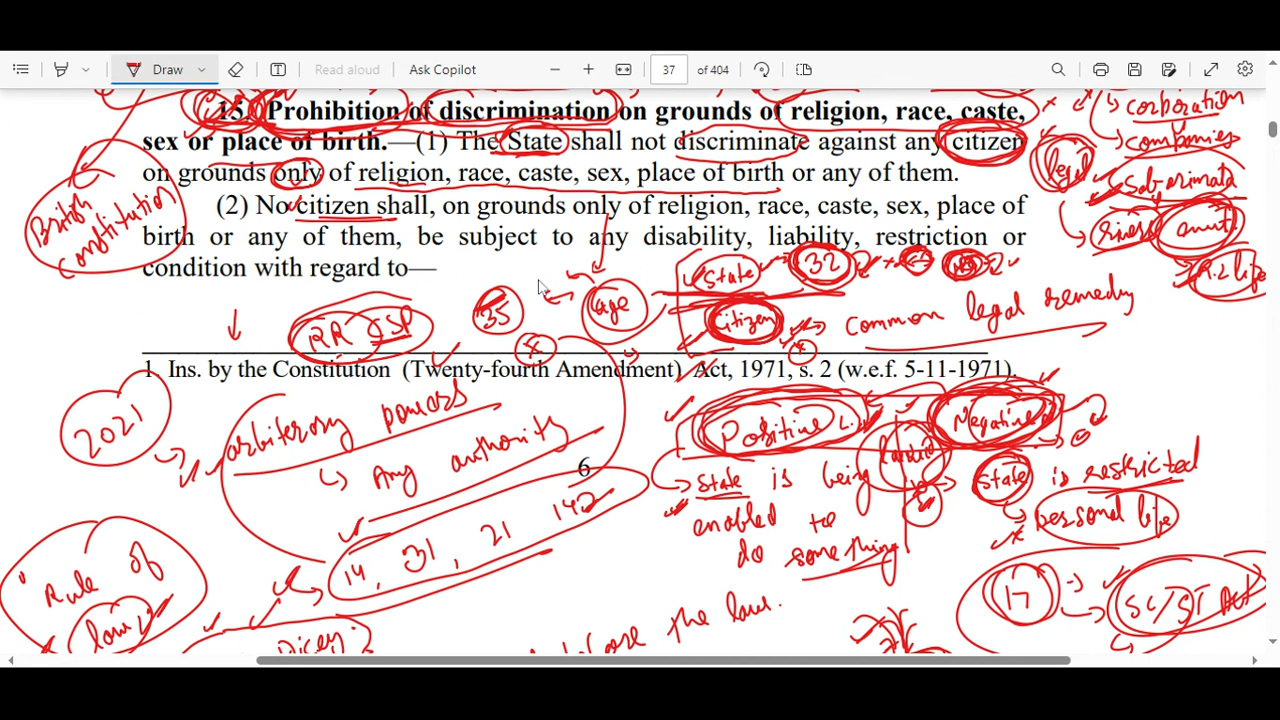 Draw
Read aloud
Ask Copilot
37
of 404
15. Prohibition of discrimination on grounds of religion, race, caste,
sex or place of birth.—(1) The State shall not discriminate against any citizen
on grounds only of religion, race, caste, sex, place of birth or any of them.
(2) No citizen shall, on grounds only of religion, race, caste, sex, place of
birth or any of them, be subject to any disability, liability, restriction or
condition with regard to—
corporation
companies
legal
British
Constitution
State
32
RR
35
age
Citizen
Common legal remedy
1. Ins. by the Constitution (Twenty-fourth Amendment) Act, 1971, s. 2 (w.e.f. 5-11-1971).
2021
arbiterory powers
Any authority
6
14, 31, 21 142
Positive
Negative
State is being
enabled to
do something
State is restricted
personal life
Rule of
law
17
SC/ST Act
Dicey
the law.